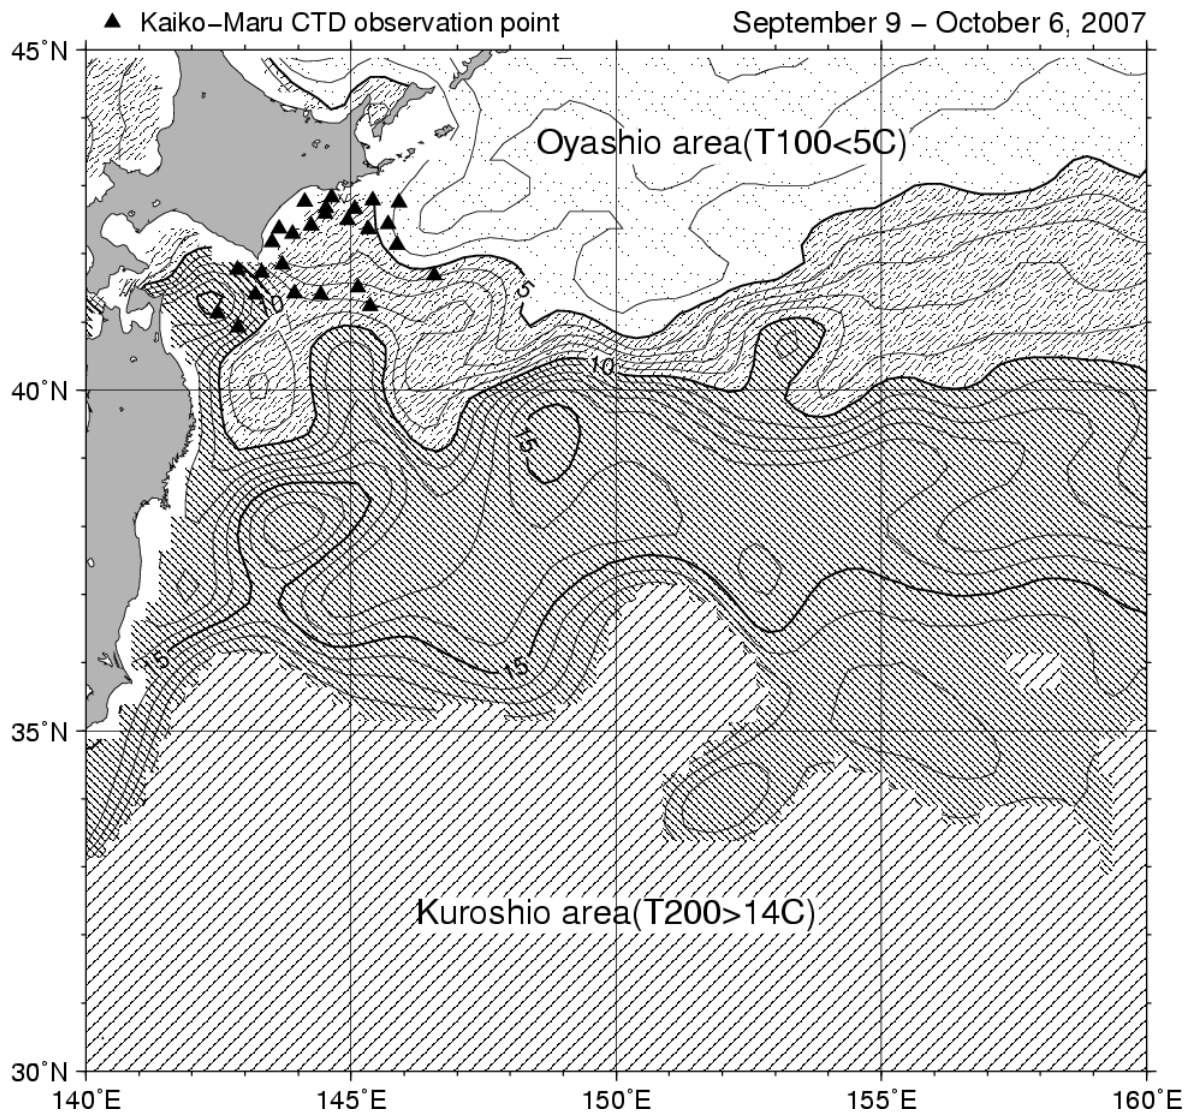 ▲ Kaiko−Maru CTD observation point
September 9 − October 6, 2007
45˚N
Oyashio area(T100<5C)
5
10
10
40˚N
15
15
15
35˚N
Kuroshio area(T200>14C)
30˚N
140˚E
145˚E
150˚E
155˚E
160˚E